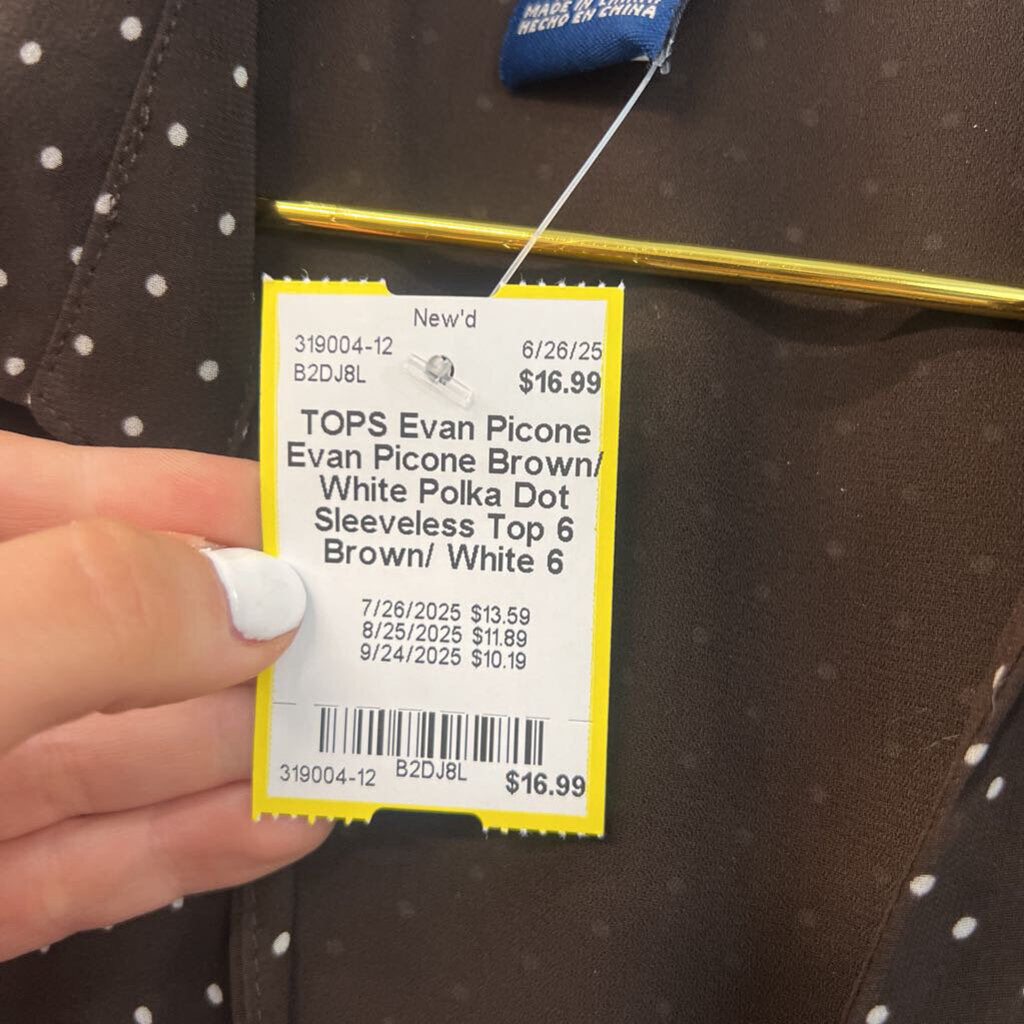 MADE IN CHINA
HECHO EN CHINA
New'd
319004-12 6/26/25
B2DJ8L $16.99
TOPS Evan Picone
Evan Picone Brown/
White Polka Dot
Sleeveless Top 6
Brown/ White 6
7/26/2025 $13.59
8/25/2025 $11.89
9/24/2025 $10.19
319004-12 B2DJ8L $16.99